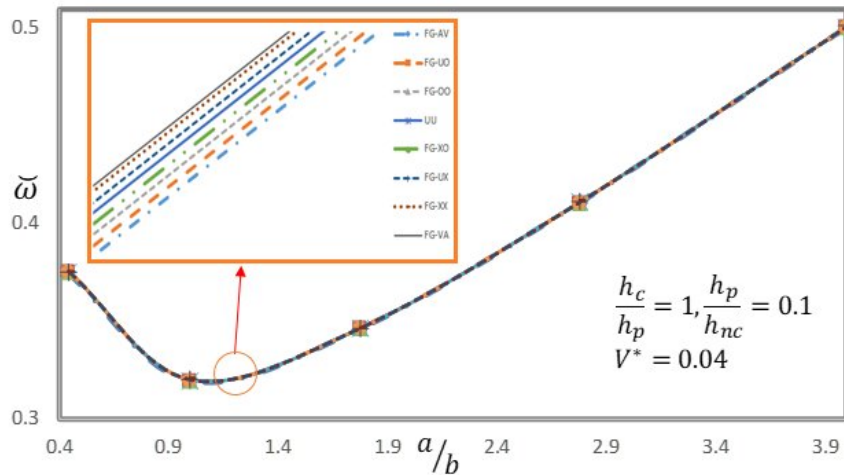 0.5
FG-AV
FG-UO
FG-OO
UU
FG-XO
FG-UX
FG-XX
FG-VA
ω̆
0.4
h_c/h_p = 1, h_p/h_nc = 0.1
V* = 0.04
0.3
0.4 0.9 1.4 a/b 2.4 2.9 3.4 3.9